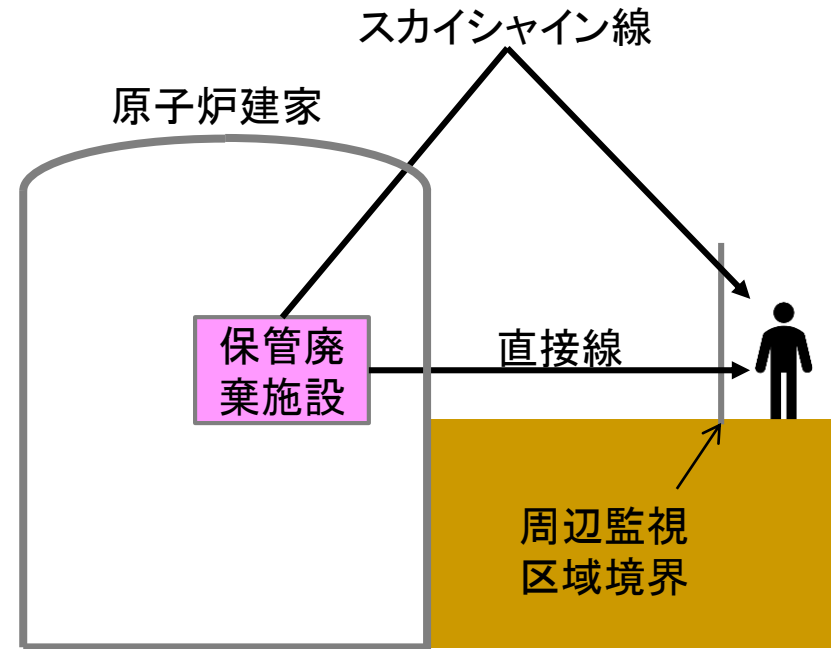 スカイシャイン線
原子炉建家
保管廃
棄施設
直接線
周辺監視
区域境界